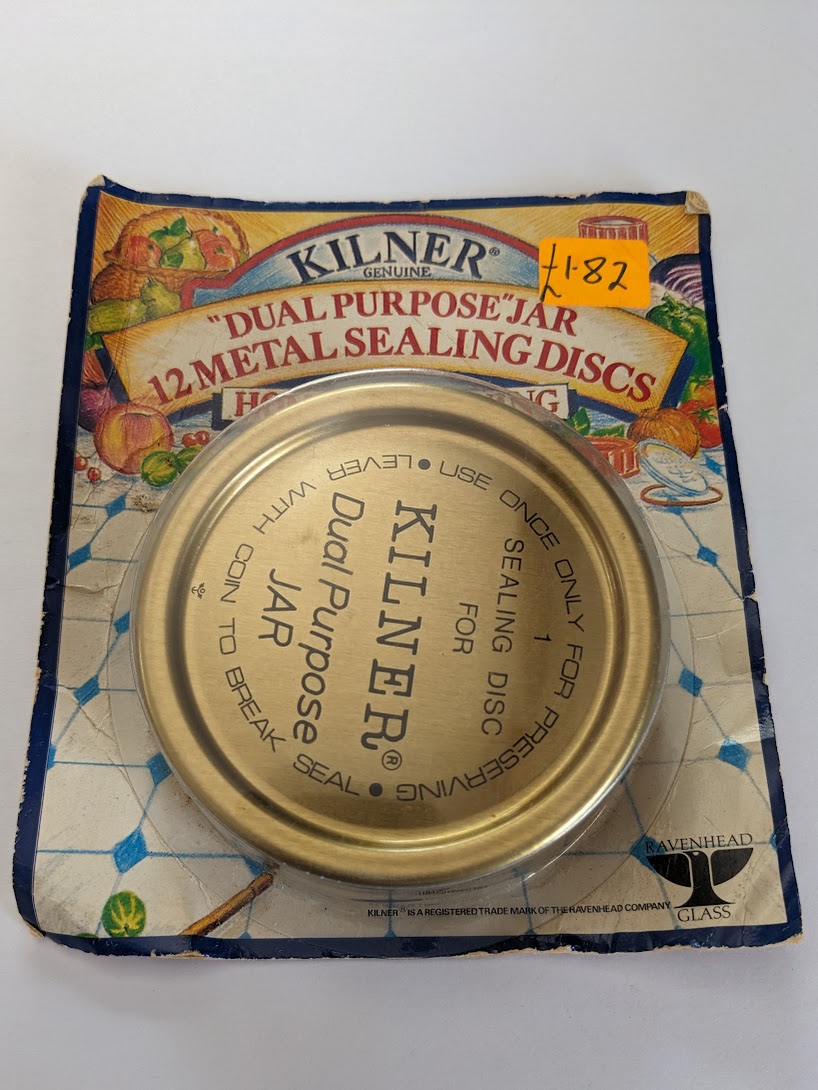 KILNER®
GENUINE
£1.82
"DUAL PURPOSE" JAR
12 METAL SEALING DISCS
USE ONCE ONLY FOR PRESERVING •
LEVER WITH COIN TO BREAK SEAL •
1
SEALING DISC
FOR
KILNER®
Dual Purpose
JAR
RAVENHEAD
GLASS
KILNER ® IS A REGISTERED TRADE MARK OF THE RAVENHEAD COMPANY